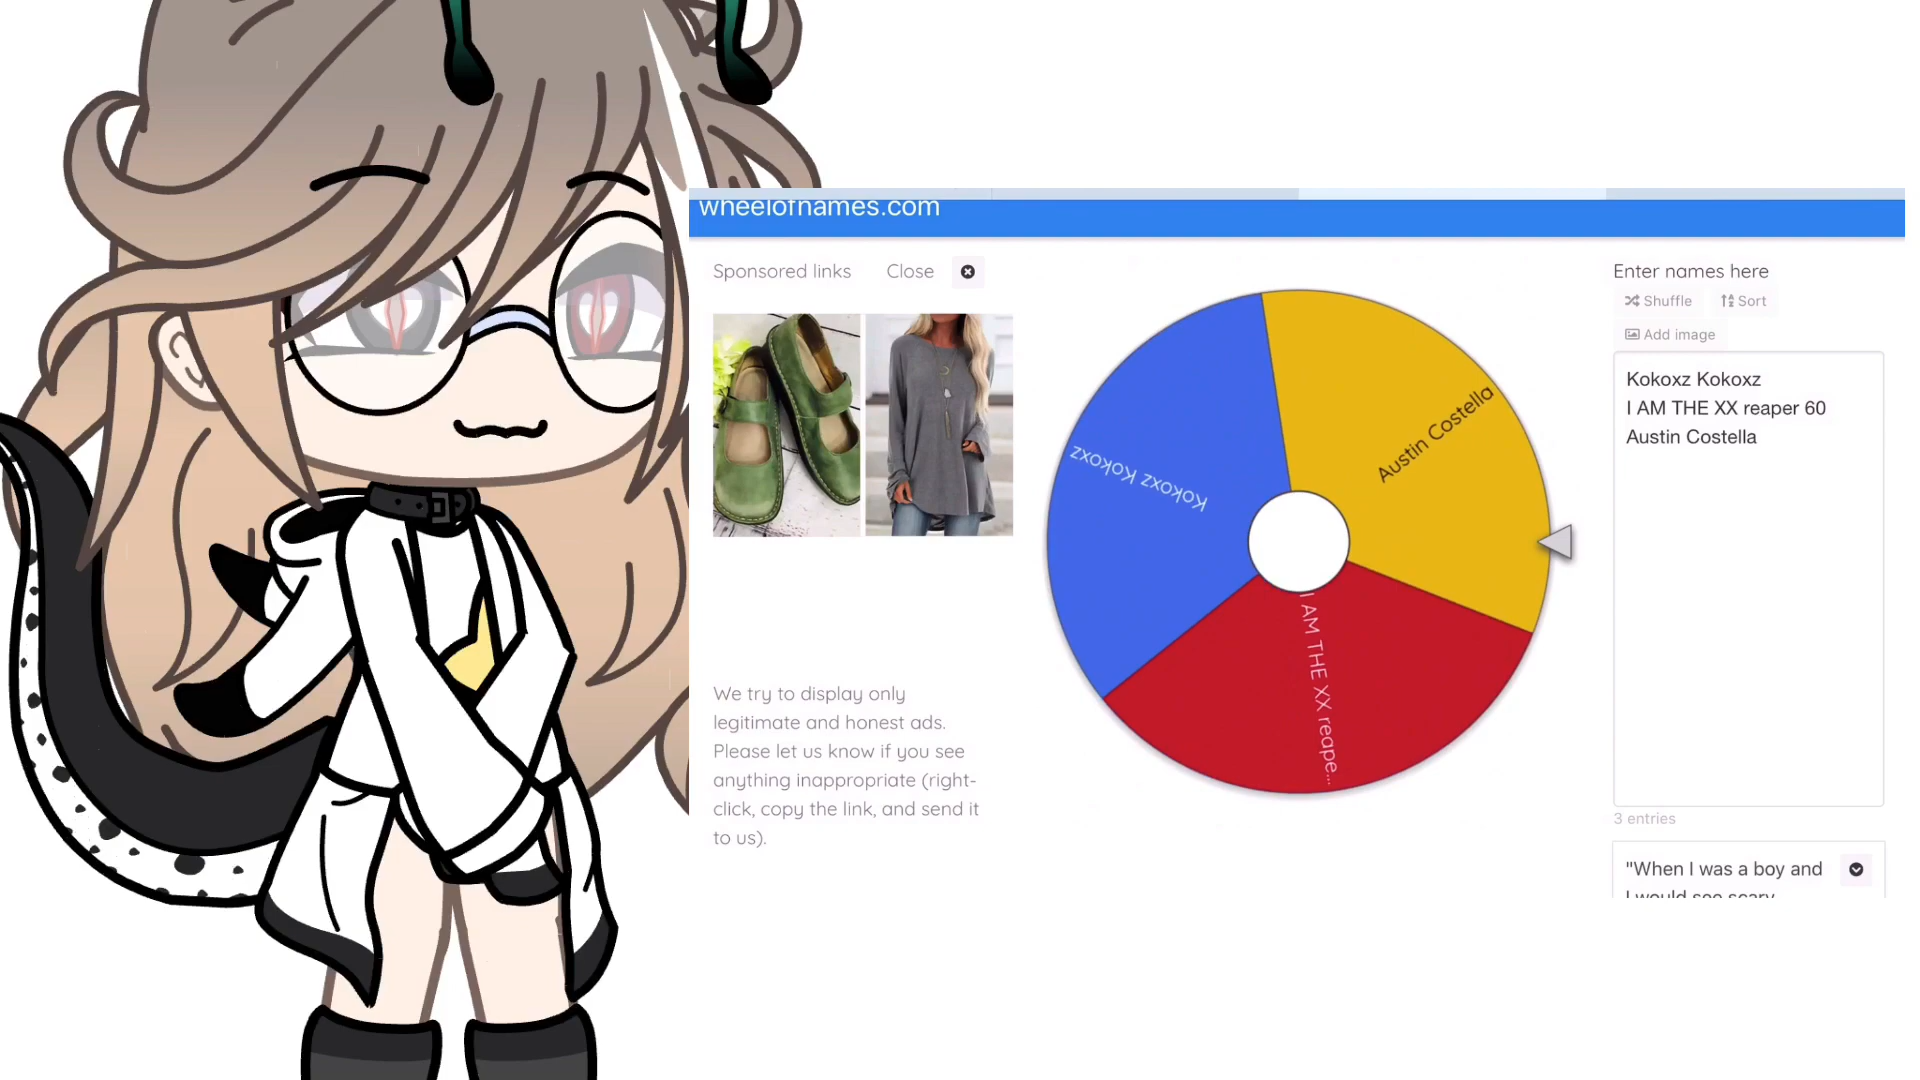 wheelofnames.com
Sponsored links
Close
We try to display only
legitimate and honest ads.
Please let us know if you see
anything inappropriate (right-
click, copy the link, and send it
to us).
Kokoxz Kokoxz
Austin Costella
I AM THE XX reape...
Enter names here
Shuffle
Sort
Add image
Kokoxz Kokoxz
I AM THE XX reaper 60
Austin Costella
3 entries
"When I was a boy and
I would see scary